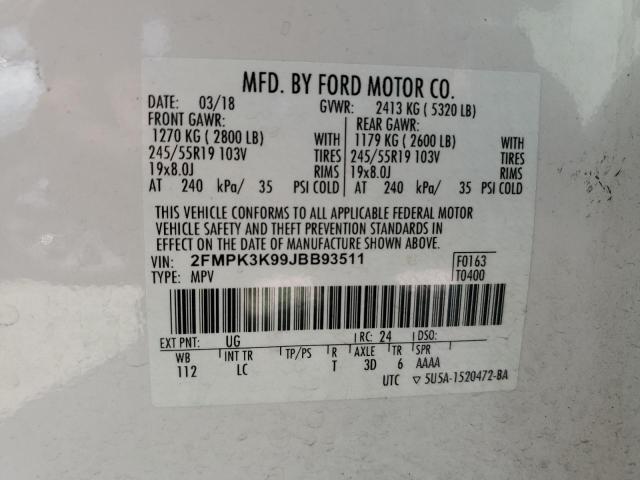 MFD. BY FORD MOTOR CO.
DATE: 03/18 GVWR: 2413 KG ( 5320 LB)
FRONT GAWR: REAR GAWR:
1270 KG ( 2800 LB) WITH 1179 KG ( 2600 LB) WITH
245/55R19 103V TIRES 245/55R19 103V TIRES
19x8.0J RIMS 19x8.0J RIMS
AT 240 kPa/ 35 PSI COLD AT 240 kPa/ 35 PSI COLD
THIS VEHICLE CONFORMS TO ALL APPLICABLE FEDERAL MOTOR
VEHICLE SAFETY AND THEFT PREVENTION STANDARDS IN
EFFECT ON THE DATE OF MANUFACTURE SHOWN ABOVE.
VIN: 2FMPK3K99JBB93511 F0163
TYPE: MPV T0400
EXT PNT: UG RC: 24 DSO:
WB INT TR TP/PS R AXLE TR SPR
112 LC T 3D 6 AAAA
UTC ▽ 5U5A-1520472-BA